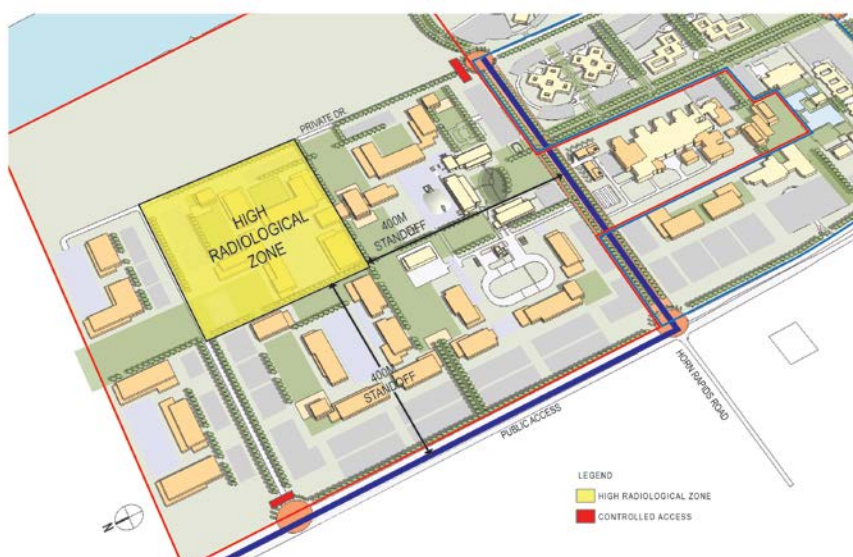 PRIVATE DR.
HIGH
RADIOLOGICAL
ZONE
400M
STANDOFF
400M
STANDOFF
PUBLIC ACCESS
HORN RAPIDS ROAD
N
LEGEND
HIGH RADIOLOGICAL ZONE
CONTROLLED ACCESS